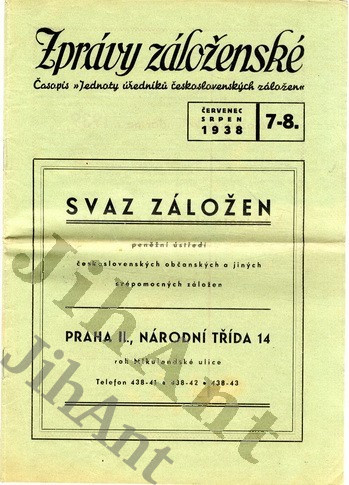 Zprávy záloženské
Časopis »Jednoty úředníků československých záložen«
ČERVENEC
SRPEN
1938
7-8.
SVAZ ZÁLOŽEN
peněžní ústředí
československých občanských a jiných
svépomocných záložen
PRAHA II., NÁRODNÍ TŘÍDA 14
roh Mikulandské ulice
Telefon 438-41 • 438-42 • 438-43
JihAnt
JihAnt